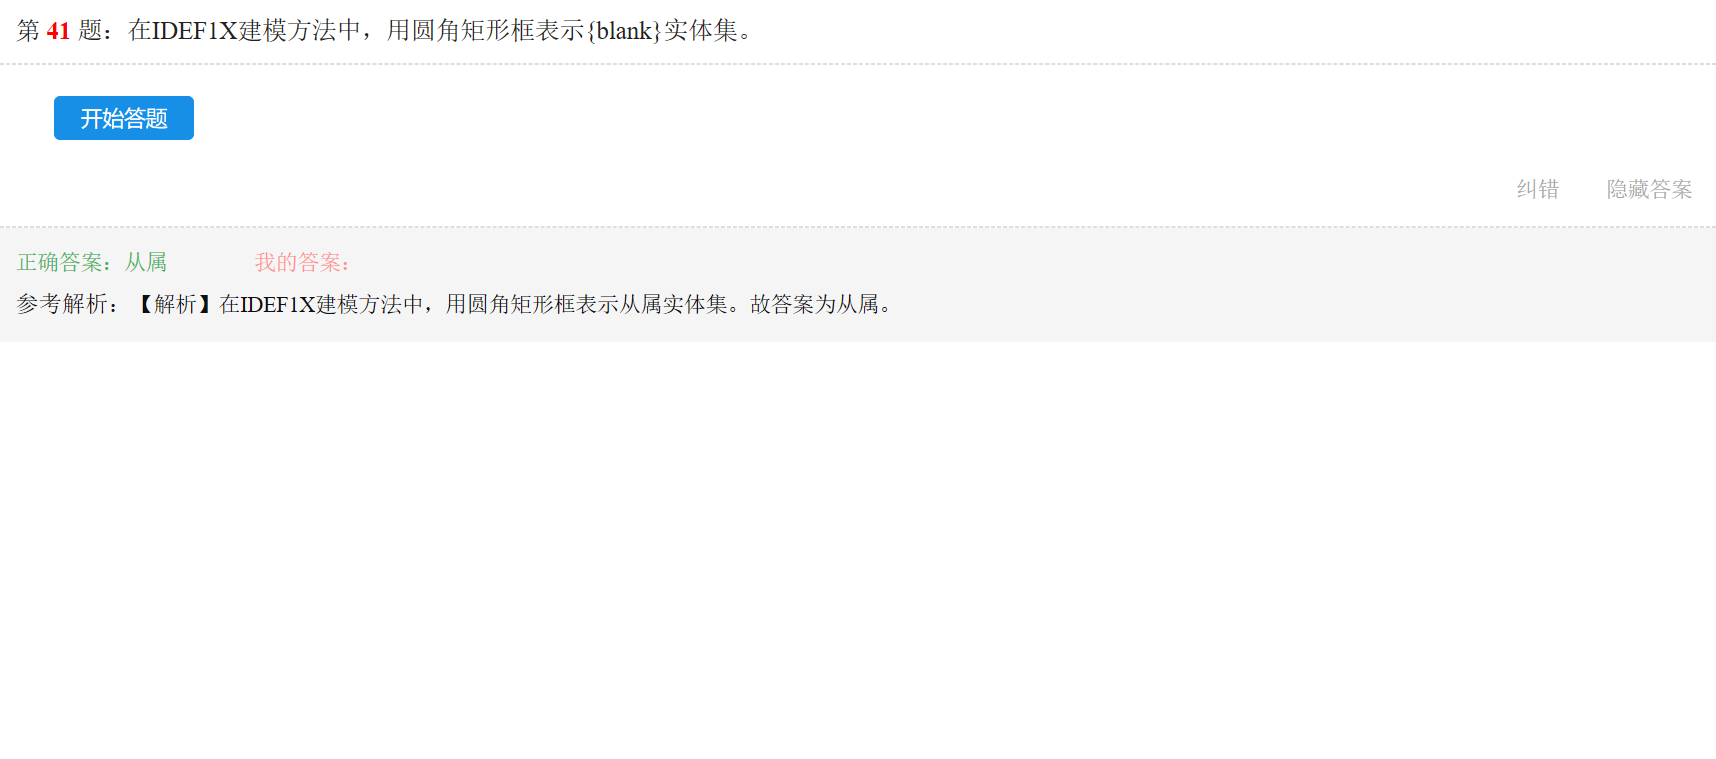 第 41 题：在IDEF1X建模方法中，用圆角矩形框表示{blank}实体集。
开始答题
纠错 隐藏答案
正确答案：从属 我的答案：
参考解析：【解析】在IDEF1X建模方法中，用圆角矩形框表示从属实体集。故答案为从属。